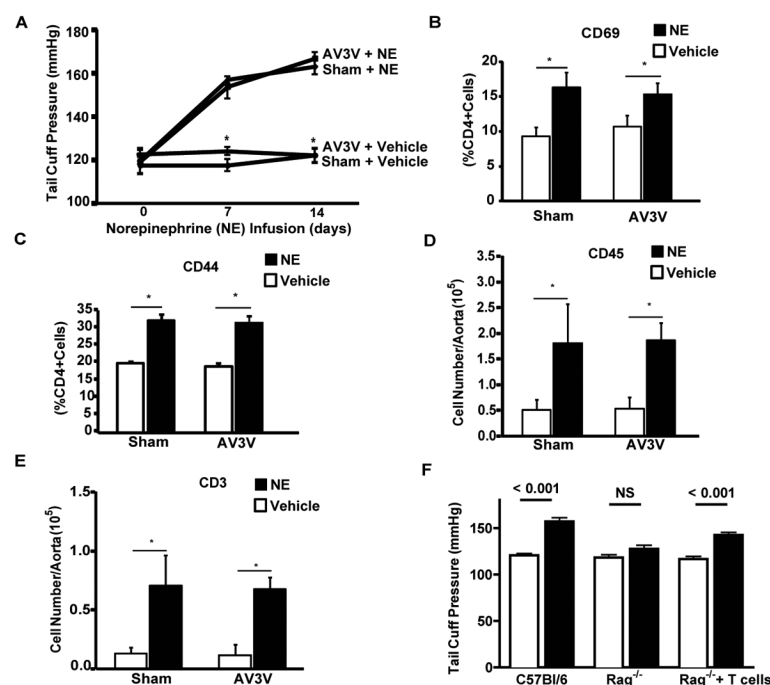 A
Tail Cuff Pressure (mmHg)
160
140
120
100
AV3V + NE
Sham + NE
*
*
AV3V + Vehicle
Sham + Vehicle
0
7
14
Norepinephrine (NE) Infusion (days)
B
CD69
NE
Vehicle
(%CD4+Cells)
20
15
10
5
0
*
*
Sham
AV3V
C
CD44
NE
Vehicle
(%CD4+Cells)
35
30
25
20
15
10
5
0
*
*
Sham
AV3V
D
CD45
NE
Vehicle
Cell Number/Aorta(10⁵)
3.5
3.0
2.5
2.0
1.5
1.0
0.5
0.0
*
*
Sham
AV3V
E
CD3
NE
Vehicle
Cell Number/Aorta(10⁵)
1.5
1.0
0.5
0.0
*
*
Sham
AV3V
F
Tail Cuff Pressure (mmHg)
150
100
50
0
< 0.001
NS
< 0.001
C57Bl/6
Rag⁻/⁻
Rag⁻/⁻+ T cells